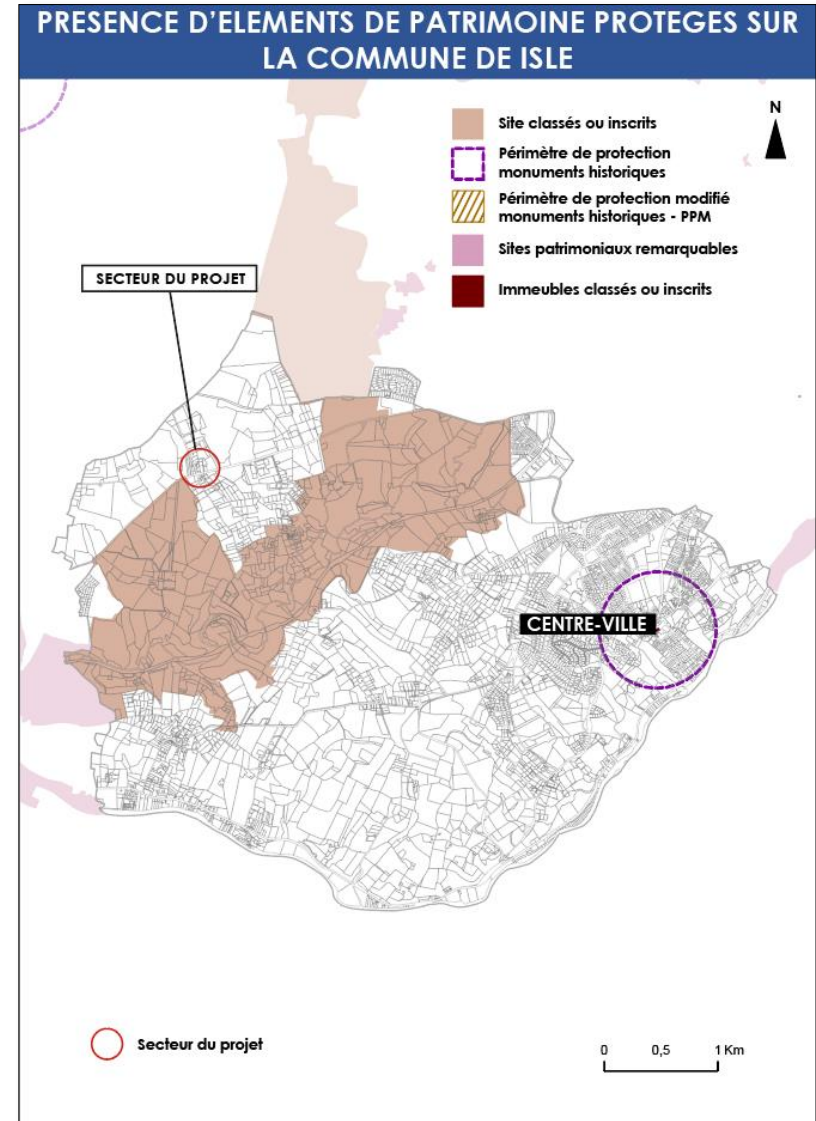 PRESENCE D'ELEMENTS DE PATRIMOINE PROTEGES SUR
LA COMMUNE DE ISLE
N
Site classés ou inscrits
Périmètre de protection
monuments historiques
Périmètre de protection modifié
monuments historiques - PPM
Sites patrimoniaux remarquables
Immeubles classés ou inscrits
SECTEUR DU PROJET
CENTRE-VILLE
Secteur du projet
0 0,5 1 Km